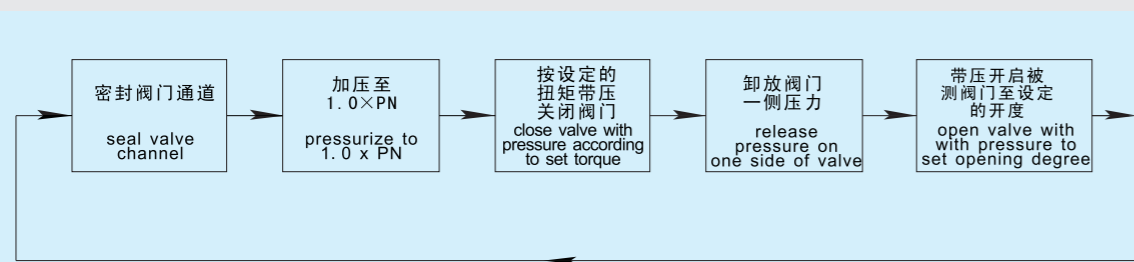 密封阀门通道
seal valve
channel
加压至
1.0×PN
pressurize to
1.0 x PN
按设定的
扭矩带压
关闭阀门
close valve with
pressure according
to set torque
卸放阀门
一侧压力
release
pressure on
one side of valve
带压开启被
测阀门至设定
的开度
open valve with
with pressure to
set opening degree